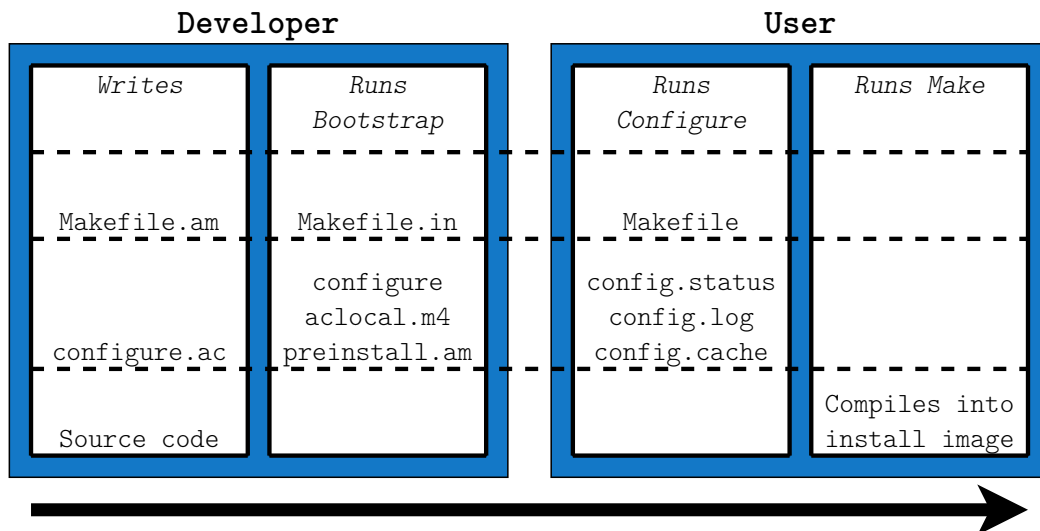 Developer
User
Writes
Runs
Bootstrap
Runs
Configure
Runs Make
Makefile.am
Makefile.in
Makefile
configure
aclocal.m4
configure.ac
preinstall.am
config.status
config.log
config.cache
Source code
Compiles into
install image